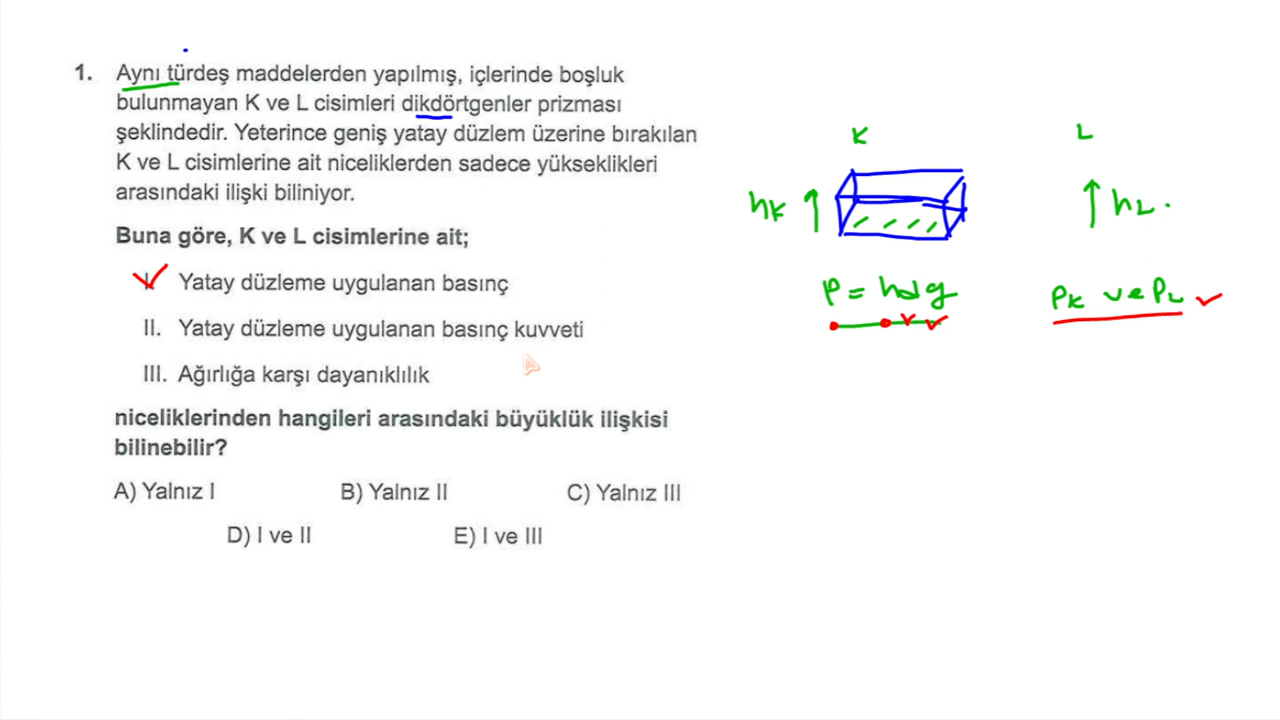 1. Aynı türdeş maddelerden yapılmış, içlerinde boşluk
bulunmayan K ve L cisimleri dikdörtgenler prizması
şeklindedir. Yeterince geniş yatay düzlem üzerine bırakılan
K ve L cisimlerine ait niceliklerden sadece yükseklikleri
arasındaki ilişki biliniyor.
Buna göre, K ve L cisimlerine ait;
I. Yatay düzleme uygulanan basınç
II. Yatay düzleme uygulanan basınç kuvveti
III. Ağırlığa karşı dayanıklılık
niceliklerinden hangileri arasındaki büyüklük ilişkisi
bilinebilir?
A) Yalnız I B) Yalnız II C) Yalnız III
D) I ve II E) I ve III
K L
hK hL.
P = hdg
PK ve PL